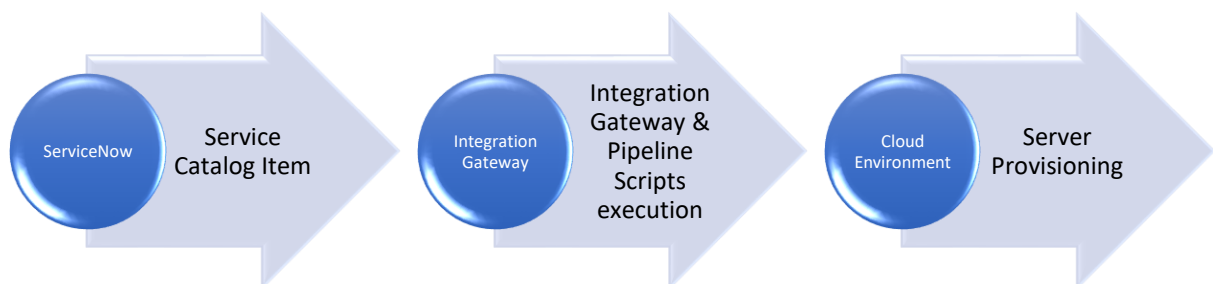 ServiceNow
Service
Catalog Item
Integration
Gateway
Integration
Gateway &
Pipeline
Scripts
execution
Cloud
Environment
Server
Provisioning